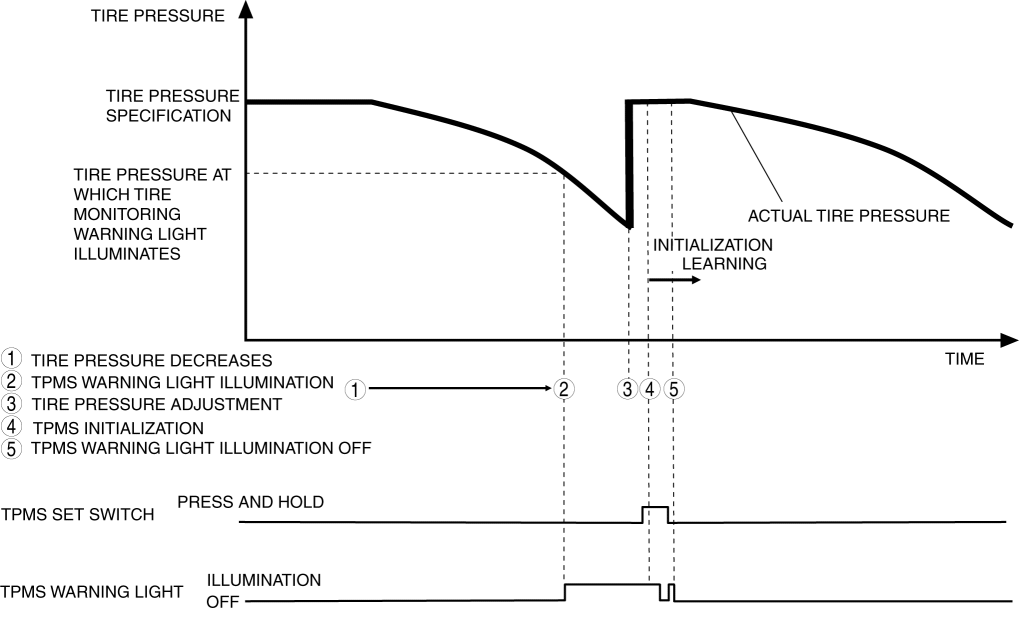 TIRE PRESSURE
TIRE PRESSURE
SPECIFICATION
TIRE PRESSURE AT
WHICH TIRE
MONITORING
WARNING LIGHT
ILLUMINATES
ACTUAL TIRE PRESSURE
INITIALIZATION
LEARNING
TIME
① TIRE PRESSURE DECREASES
② TPMS WARNING LIGHT ILLUMINATION
③ TIRE PRESSURE ADJUSTMENT
④ TPMS INITIALIZATION
⑤ TPMS WARNING LIGHT ILLUMINATION OFF
① ② ③ ④ ⑤
TPMS SET SWITCH
PRESS AND HOLD
TPMS WARNING LIGHT
ILLUMINATION
OFF